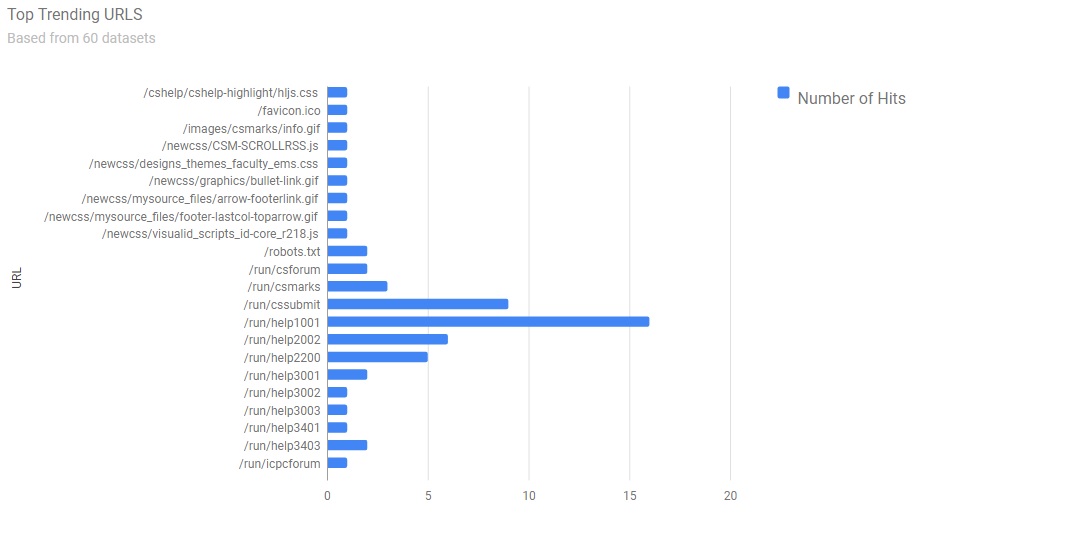 Top Trending URLS
Based from 60 datasets
Number of Hits
URL
/cshelp/cshelp-highlight/hljs.css
/favicon.ico
/images/csmarks/info.gif
/newcss/CSM-SCROLLRSS.js
/newcss/designs_themes_faculty_ems.css
/newcss/graphics/bullet-link.gif
/newcss/mysource_files/arrow-footerlink.gif
/newcss/mysource_files/footer-lastcol-toparrow.gif
/newcss/visualid_scripts_id-core_r218.js
/robots.txt
/run/csforum
/run/csmarks
/run/cssubmit
/run/help1001
/run/help2002
/run/help2200
/run/help3001
/run/help3002
/run/help3003
/run/help3401
/run/help3403
/run/icpcforum
0 5 10 15 20